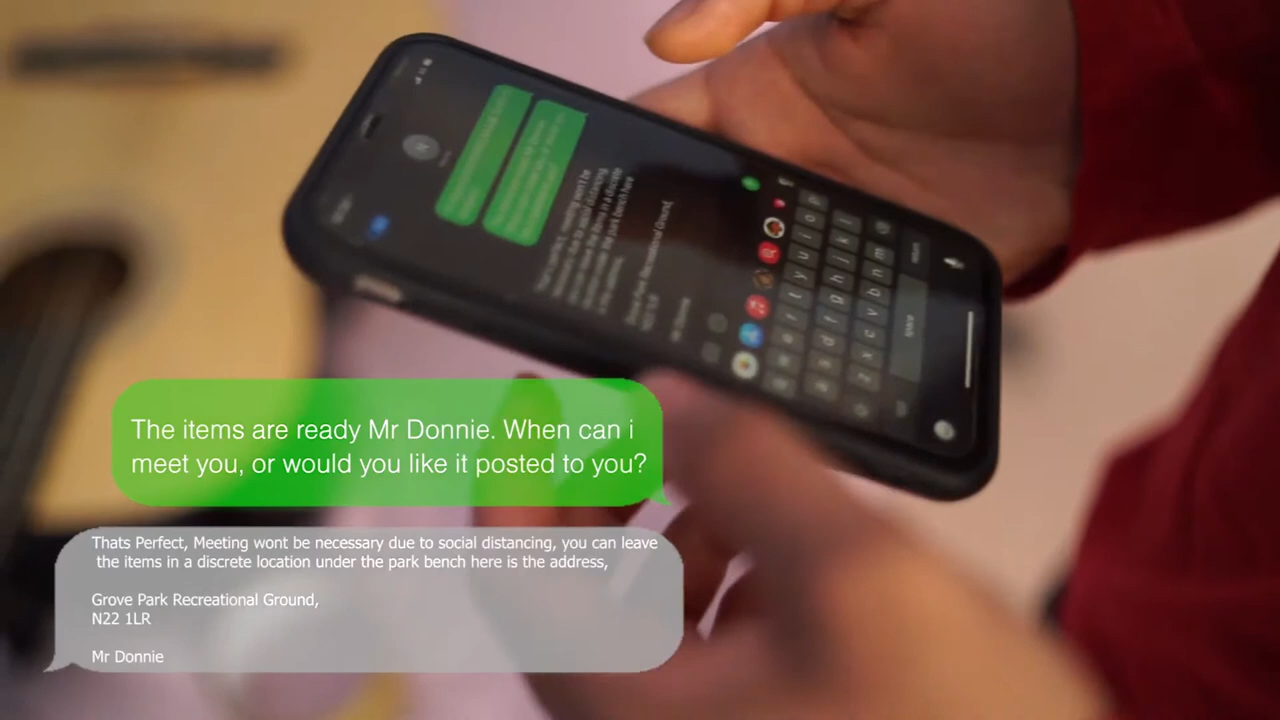 The items are ready Mr Donnie. When can i
meet you, or would you like it posted to you?
Thats Perfect, Meeting wont be necessary due to social distancing, you can leave
the items in a discrete location under the park bench here is the address,
Grove Park Recreational Ground,
N22 1LR
Mr Donnie